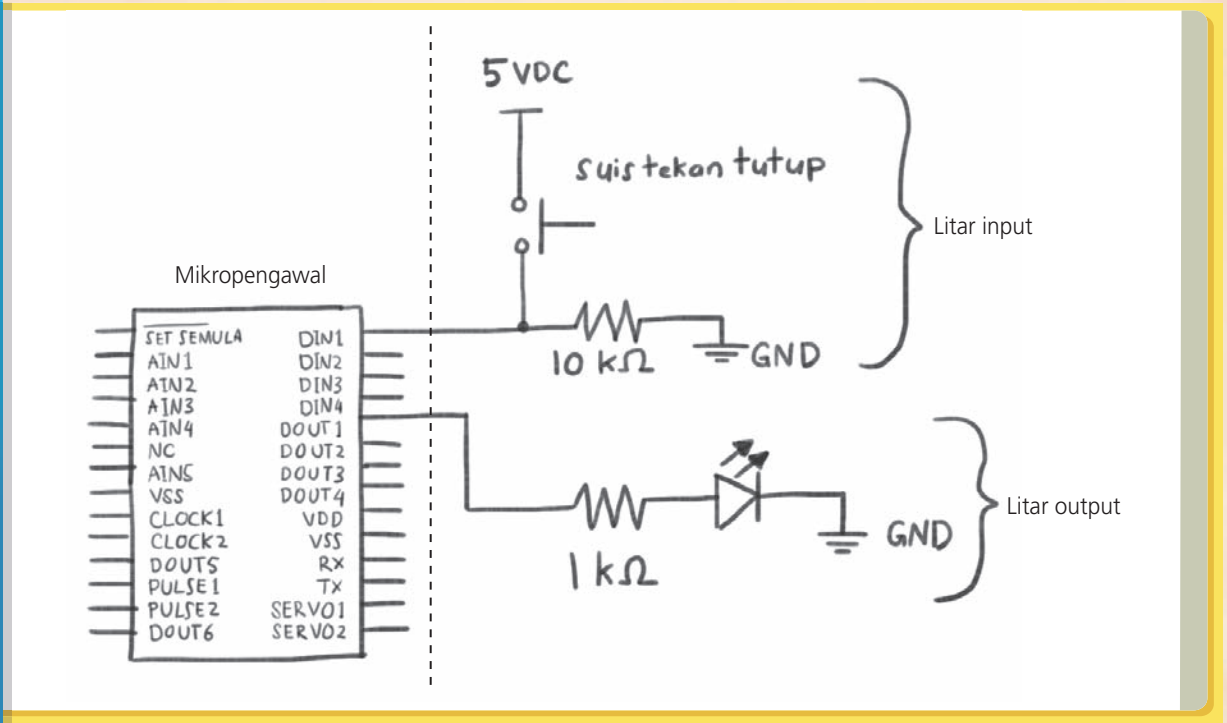 5 VDC
suis tekan tutup
Litar input
Mikropengawal
SET SEMULA DIN1
AIN1 DIN2
AIN2 DIN3
AIN3 DIN4
AIN4 DOUT1
NC DOUT2
AIN5 DOUT3
VSS DOUT4
CLOCK1 VDD
CLOCK2 VSS
DOUT5 RX
PULSE1 TX
PULSE2 SERVO1
DOUT6 SERVO2
10 kΩ
GND
1 kΩ
GND
Litar output